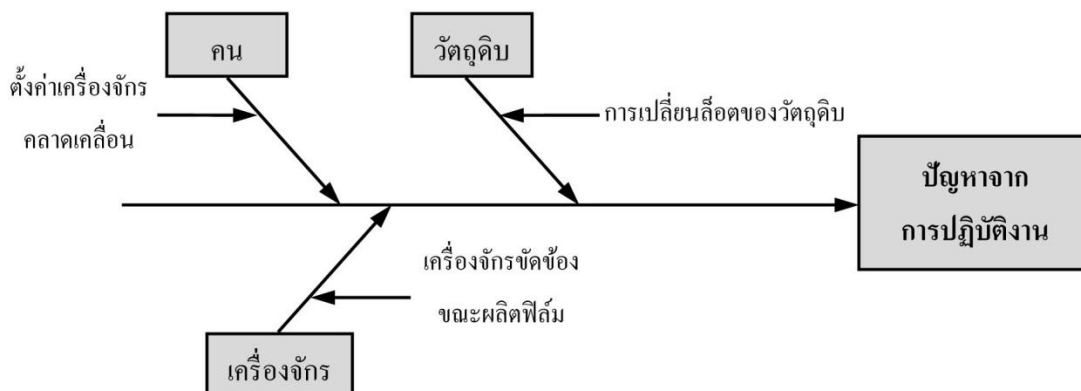 คน
วัตถุดิบ
ตั้งค่าเครื่องจักร
คลาดเคลื่อน
การเปลี่ยนล็อตของวัตถุดิบ
ปัญหาจาก
การปฏิบัติงาน
เครื่องจักรขัดข้อง
ขณะผลิตฟิล์ม
เครื่องจักร